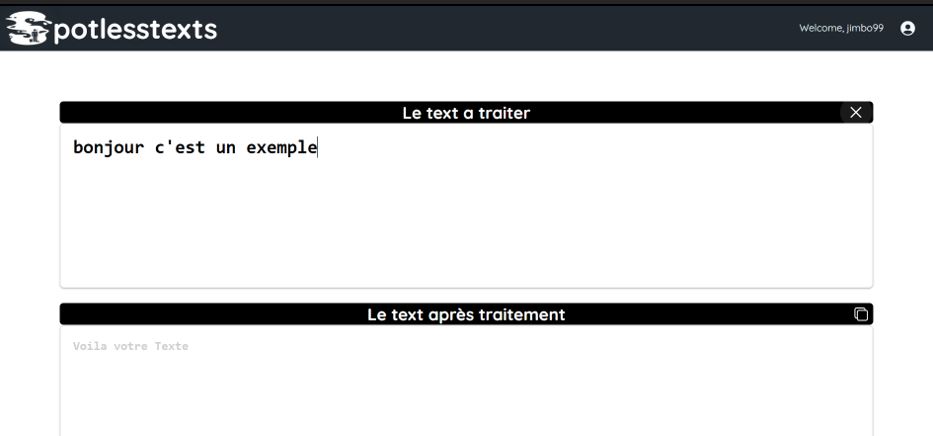 Spotlesstexts
Welcome, jimbo99
Le text a traiter
bonjour c'est un exemple
Le text après traitement
Voila votre Texte